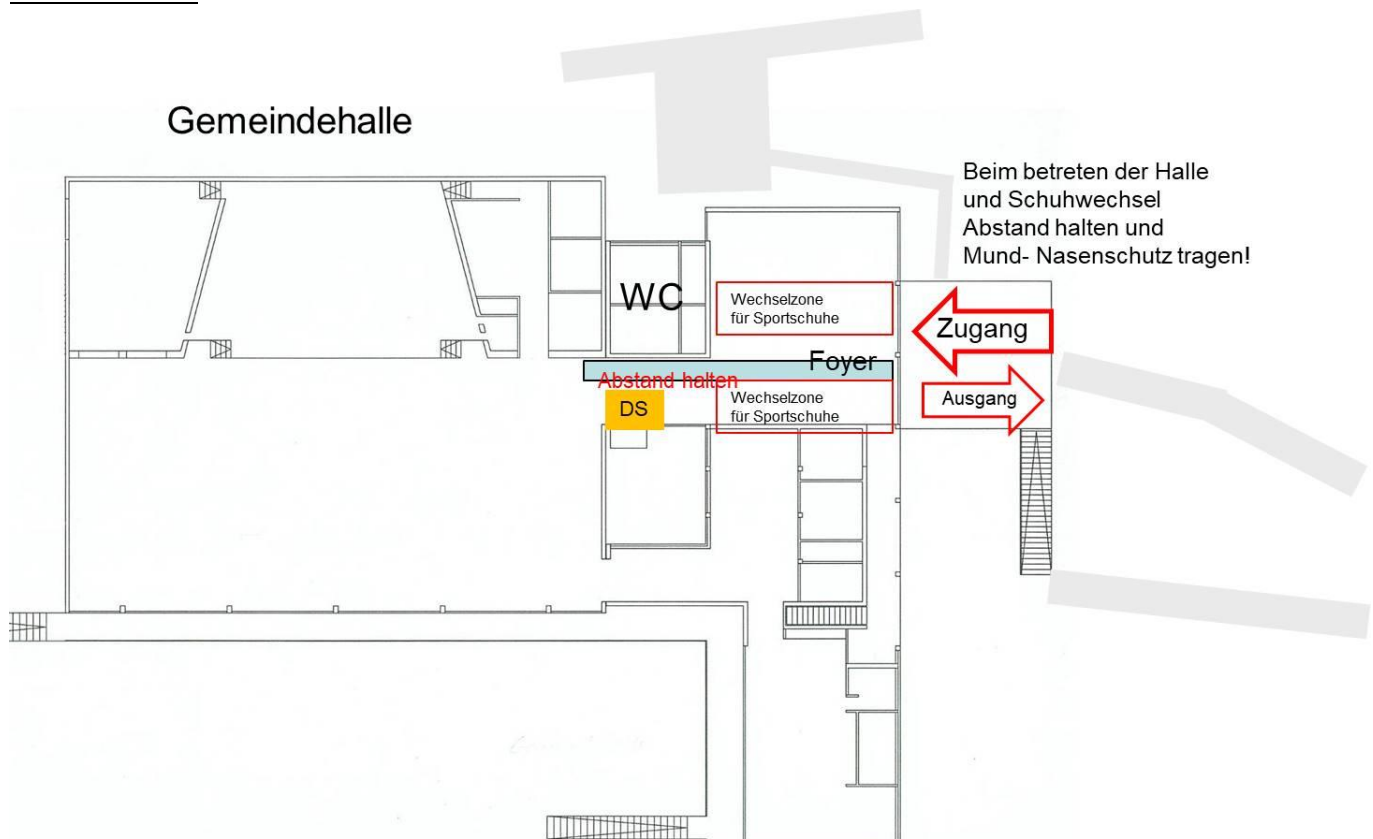 Gemeindehalle
Beim betreten der Halle
und Schuhwechsel
Abstand halten und
Mund- Nasenschutz tragen!
WC
Wechselzone
für Sportschuhe
Zugang
Foyer
Abstand halten
DS
Wechselzone
für Sportschuhe
Ausgang